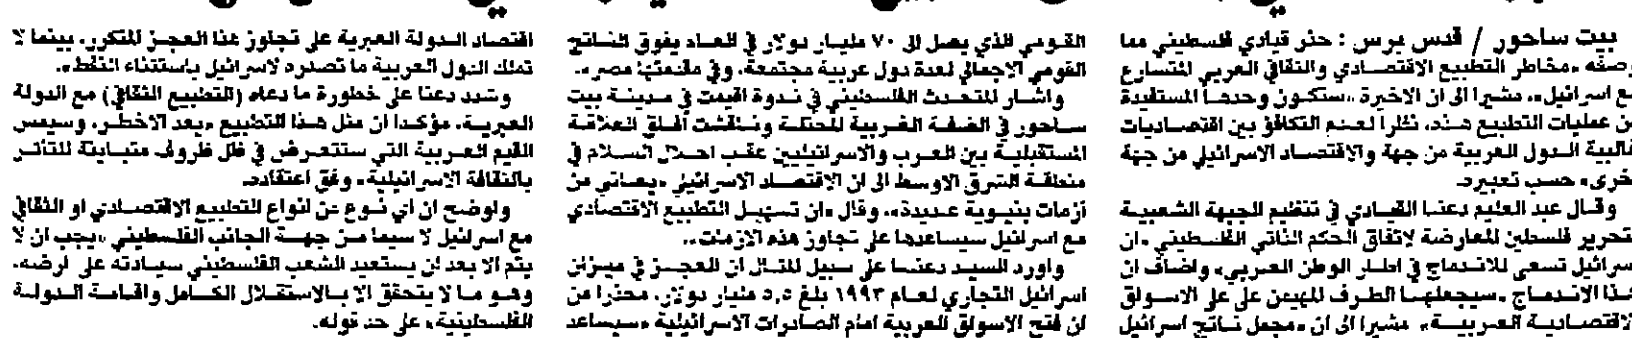 بيت ساحور / قدس برس : حذر قيادي فلسطيني مما
وصفه «مخاطر التطبيع الاقتصادي والثقافي العربي المتسارع
مع اسرائيل»، مشيرا الى ان الاخيرة «ستكون وحدها المستفيدة
من عمليات التطبيع هذه، نظرا لعدم التكافؤ بين اقتصاديات
غالبية الدول العربية من جهة والاقتصاد الاسرائيلي من جهة
اخرى» حسب تعبيره.
وقال عبد العليم دعنا القيادي في تنظيم الجبهة الشعبية
لتحرير فلسطين المعارضة لاتفاق الحكم الذاتي الفلسطيني «ان
اسرائيل تسعى للاندماج في اطار الوطن العربي» واضاف ان
هذا الاندماج «سيجعلها الطرف المهيمن على على الاسواق
الاقتصادية العربية» مشيرا الى ان «مجمل ناتج اسرائيل
القومي الذي يصل الى ٧٠ مليار دولار في العام يفوق الناتج
القومي الاجمالي لعدة دول عربية مجتمعة، وفي مقدمتها مصر».
واشار المتحدث الفلسطيني في ندوة اقيمت في مدينة بيت
ساحور في الضفة الغربية المحتلة وناقشت افاق العلاقة
المستقبلية بين العرب والاسرائيليين عقب احلال السلام في
منطقة الشرق الاوسط الى ان الاقتصاد الاسرائيلي «يعاني من
ازمات بنيوية عديدة»، وقال «ان تسهيل التطبيع الاقتصادي
مع اسرائيل سيساعدها على تجاوز هذه الازمات».
واورد السيد دعنا على سبيل المثال ان العجز في ميزان
اسرائيل التجاري لعام ١٩٩٣ بلغ ٥,٥ مليار دولار، محذرا من
ان فتح الاسواق العربية امام الصادرات الاسرائيلية «سيساعد
اقتصاد الدولة العبرية على تجاوز هذا العجز المتكرر، بينما لا
تملك الدول العربية ما تصدره لاسرائيل باستثناء النفط».
وشدد دعنا على خطورة ما دعاه (التطبيع الثقافي) مع الدولة
العبرية، مؤكدا ان مثل هذا التطبيع «يعد الاخطر، وسيمس
القيم العربية التي ستتعرض في ظل ظروف متباينة للتأثر
بالثقافة الاسرائيلية» وفق اعتقاده.
واوضح ان اي نوع من انواع التطبيع الاقتصادي او الثقافي
مع اسرائيل لا سيما من جهة الجانب الفلسطيني «يجب ان لا
يتم الا بعد ان يستعيد الشعب الفلسطيني سيادته على ارضه،
وهو ما لا يتحقق الا بالاستقلال الكامل واقامة الدولة
الفلسطينية» على حد قوله.